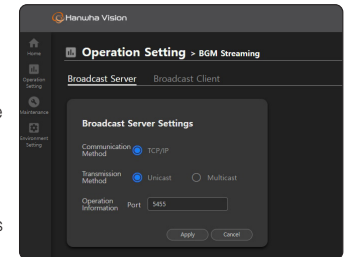 Hanwha Vision
Home
Operation Setting > BGM Streaming
Operation
Setting
Broadcast Server Broadcast Client
Maintenance
Environment
Setting
Broadcast Server Settings
Communication
Method
TCP/IP
Transmission
Method
Unicast Multicast
Operation
Information
Port 5455
Apply Cancel
e
s